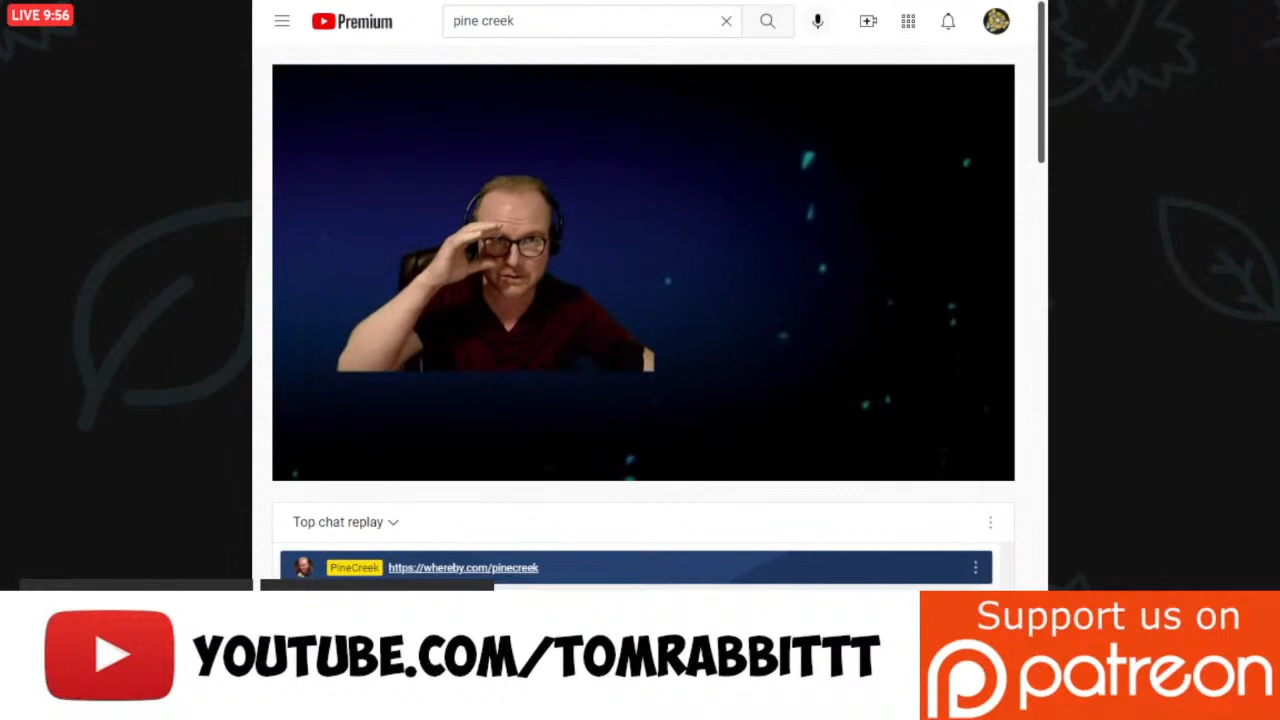 LIVE 9:56
Premium
pine creek
Top chat replay
PineCreek https://whereby.com/pinecreek
YOUTUBE.COM/TOMRABBITTT
Support us on
patreon